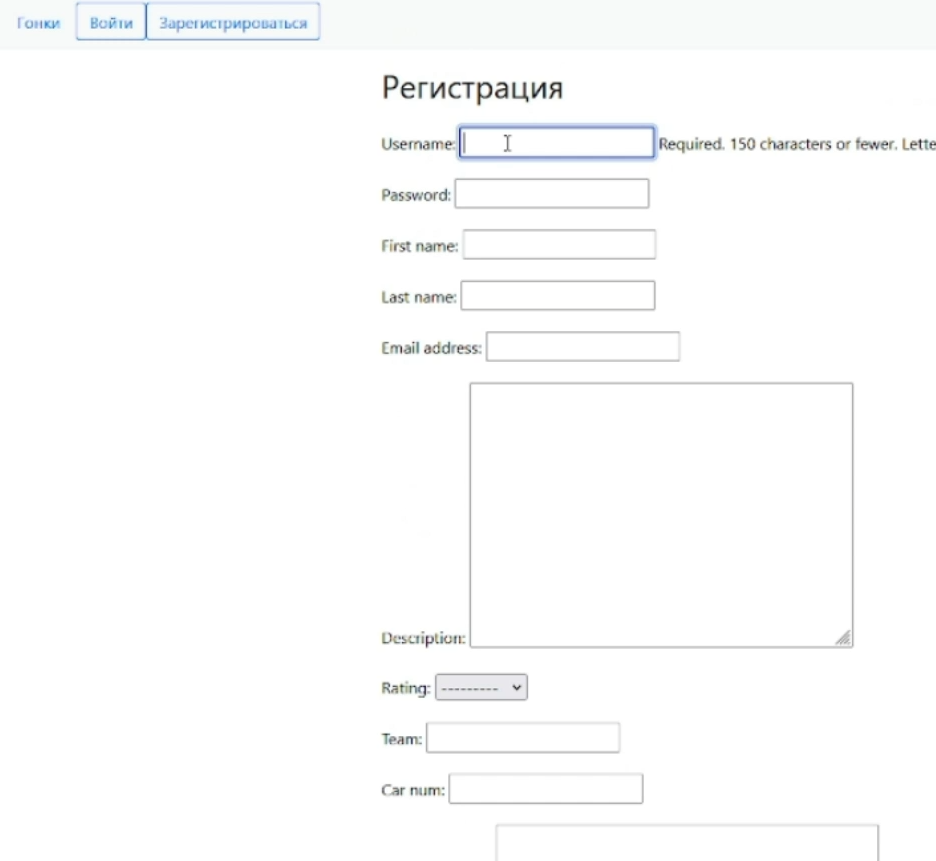 Гонки Войти Зарегистрироваться
Регистрация
Username: Required. 150 characters or fewer. Lette
Password:
First name:
Last name:
Email address:
Description:
Rating: ---------
Team:
Car num: